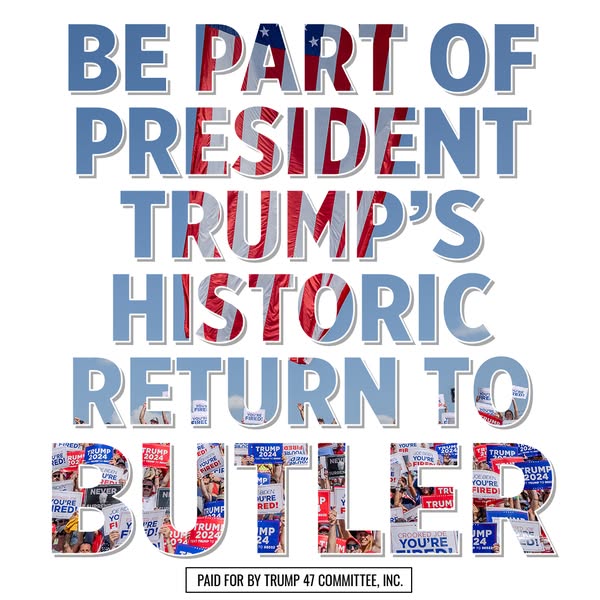 BE PART OF
PRESIDENT
TRUMP'S
HISTORIC
RETURN TO
BUTLER
PAID FOR BY TRUMP 47 COMMITTEE, INC.